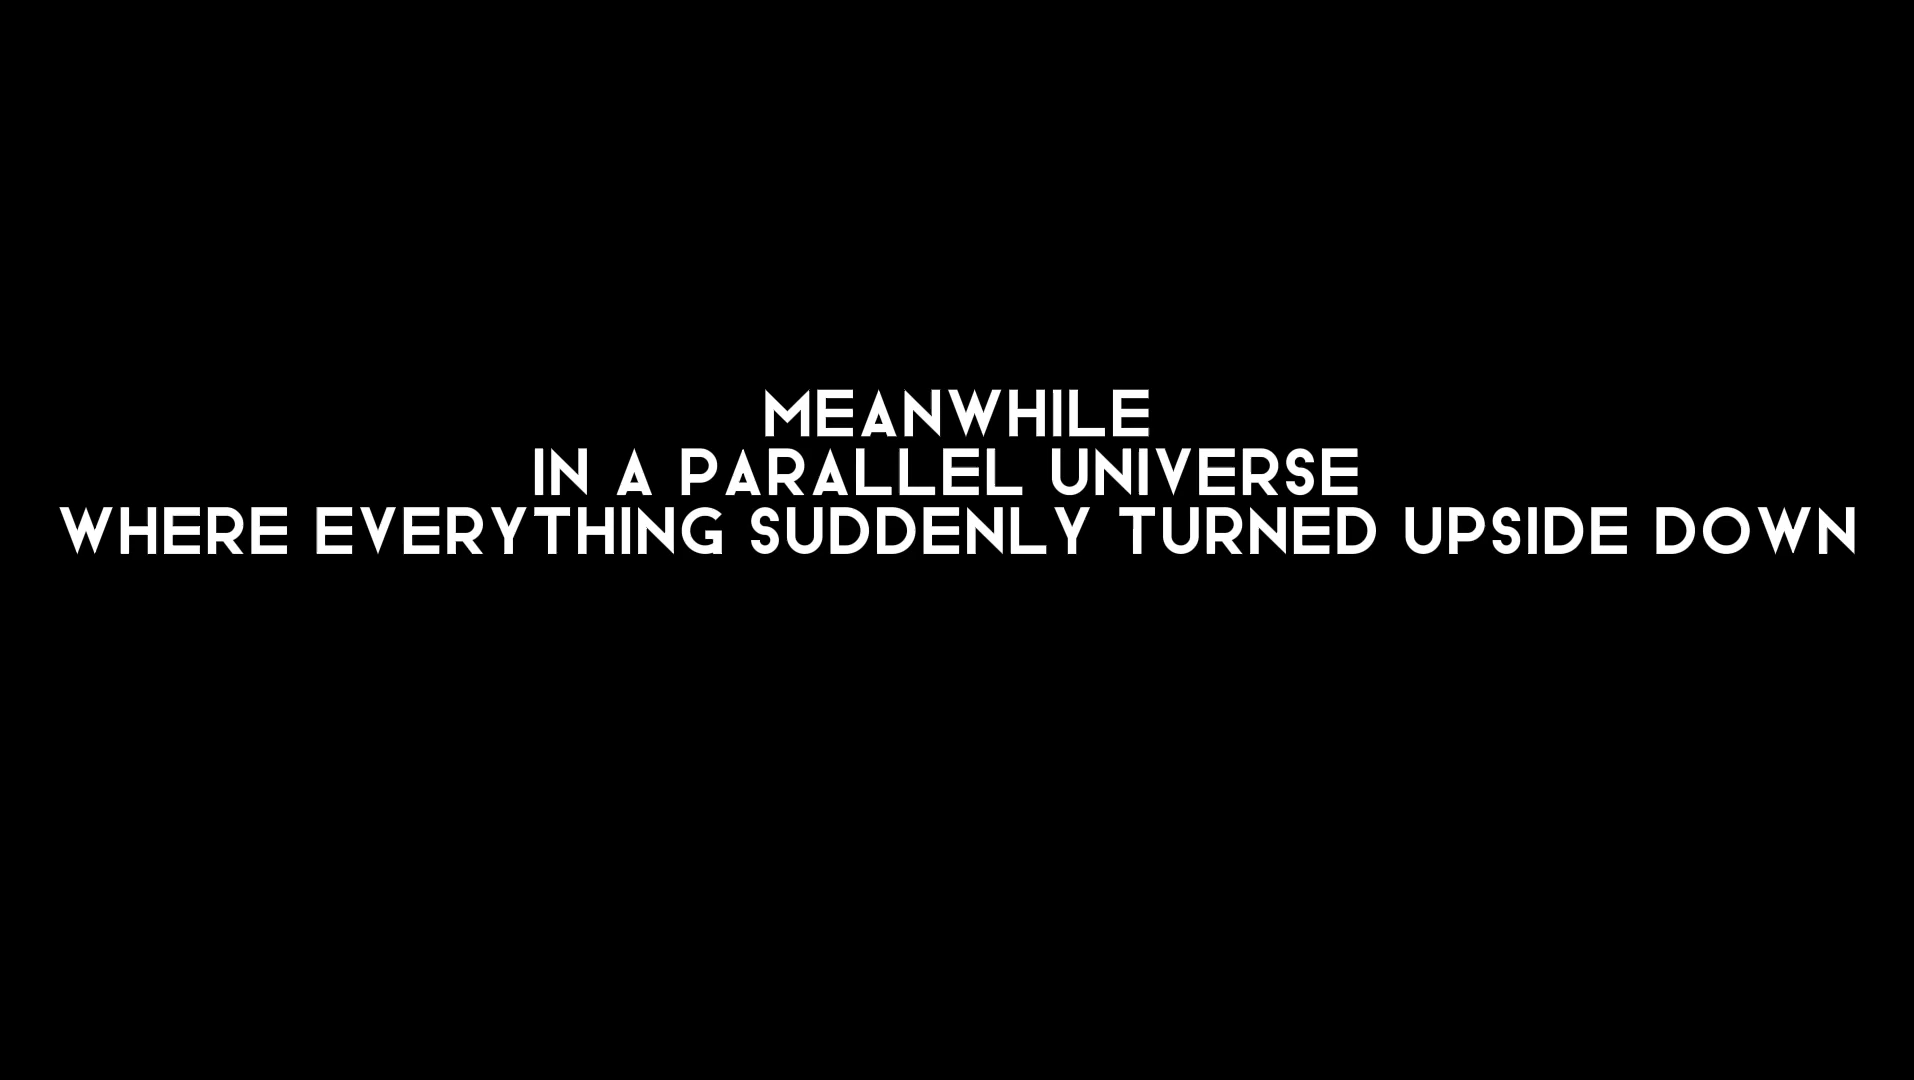 MEANWHILE
IN A PARALLEL UNIVERSE
WHERE EVERYTHING SUDDENLY TURNED UPSIDE DOWN